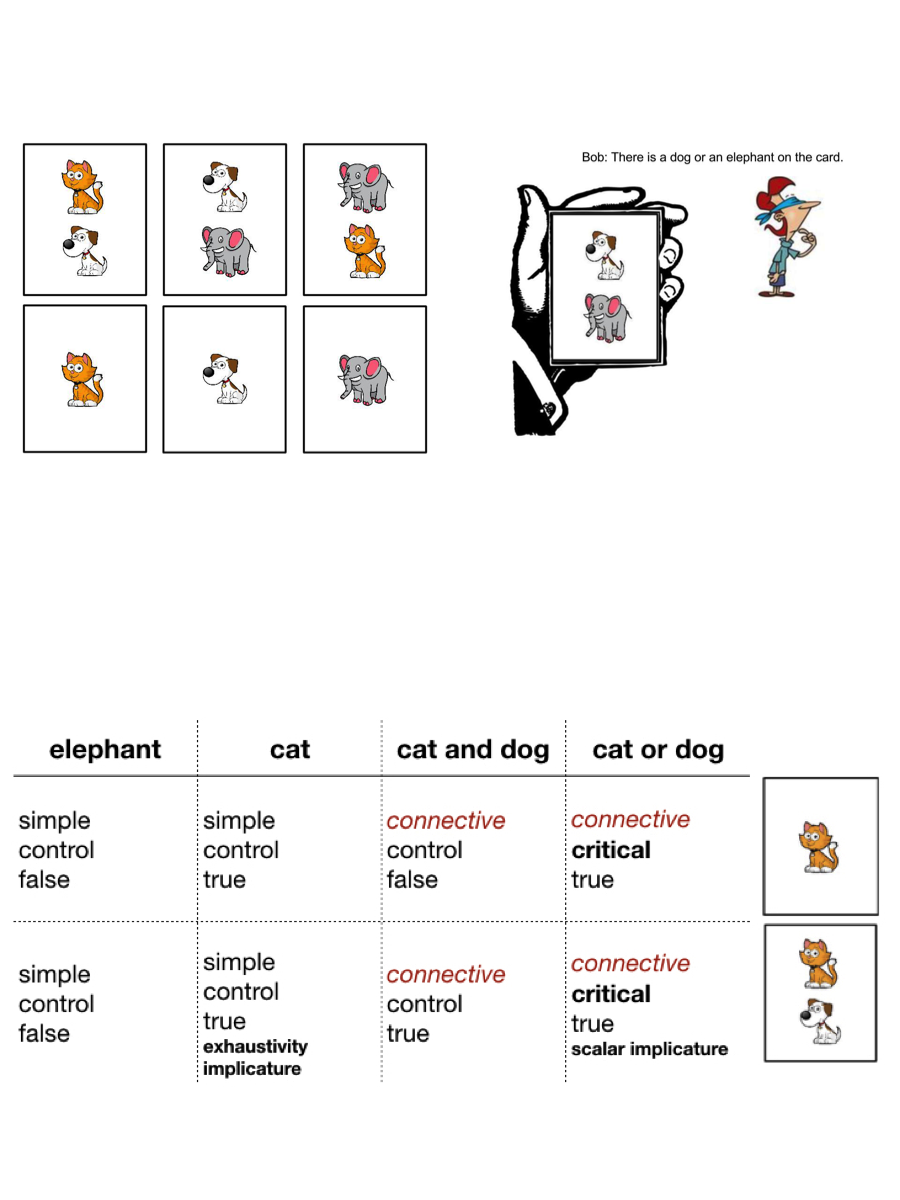 Bob: There is a dog or an elephant on the card.
elephant cat cat and dog cat or dog
simple
control
false
simple
control
true
connective
control
false
connective
critical
true
simple
control
false
simple
control
true
exhaustivity
implicature
connective
control
true
connective
critical
true
scalar implicature